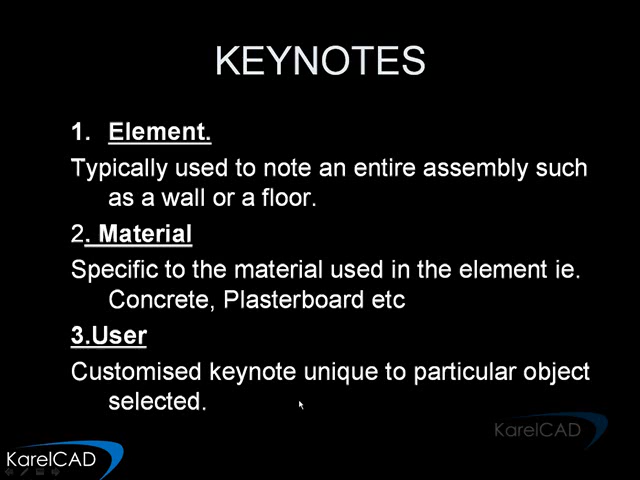 KEYNOTES
1. Element.
Typically used to note an entire assembly such
as a wall or a floor.
2. Material
Specific to the material used in the element ie.
Concrete, Plasterboard etc
3.User
Customised keynote unique to particular object
selected.
KarelCAD
KarelCAD